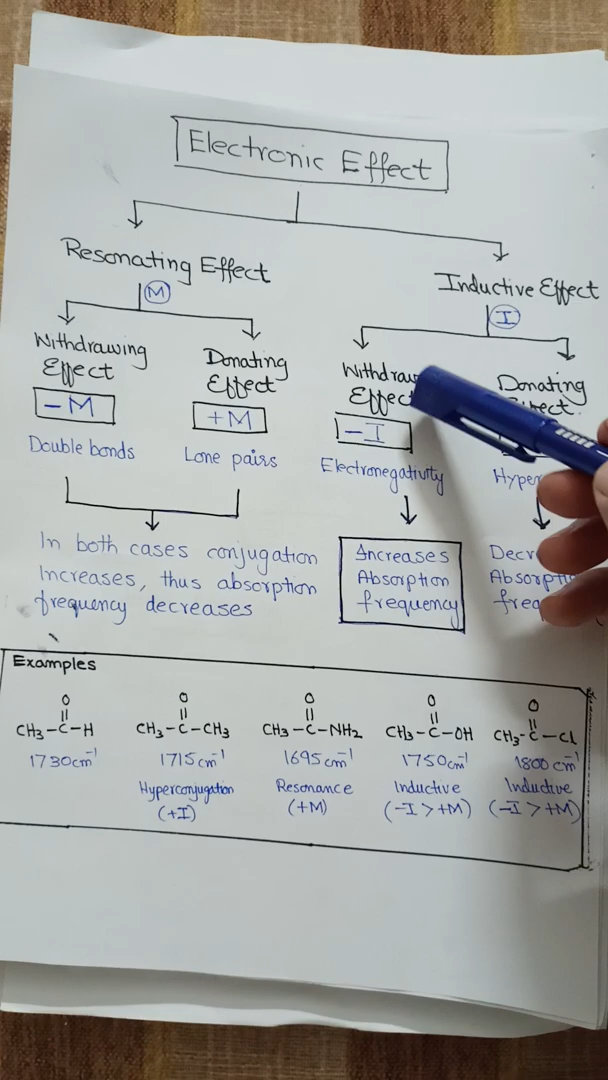 Electronic Effect
Resonating Effect
M
Inductive Effect
I
Withdrawing
Effect
-M
Double bonds
Donating
Effect
+M
Lone pairs
Effect
-I
Electronegativity
Donating
In both cases conjugation
Increases, thus absorption
frequency decreases
Increases
Absorption
frequency
Examples
O
CH3-C-H
1730cm-1
O
CH3-C-CH3
1715cm-1
Hyperconjugation
(+I)
O
CH3-C-NH2
1695cm-1
Resonance
(+M)
O
CH3-C-OH
1750cm-1
Inductive
(-I > +M)
O
CH3-C-Cl
1800cm-1
Inductive
(-I > +M)